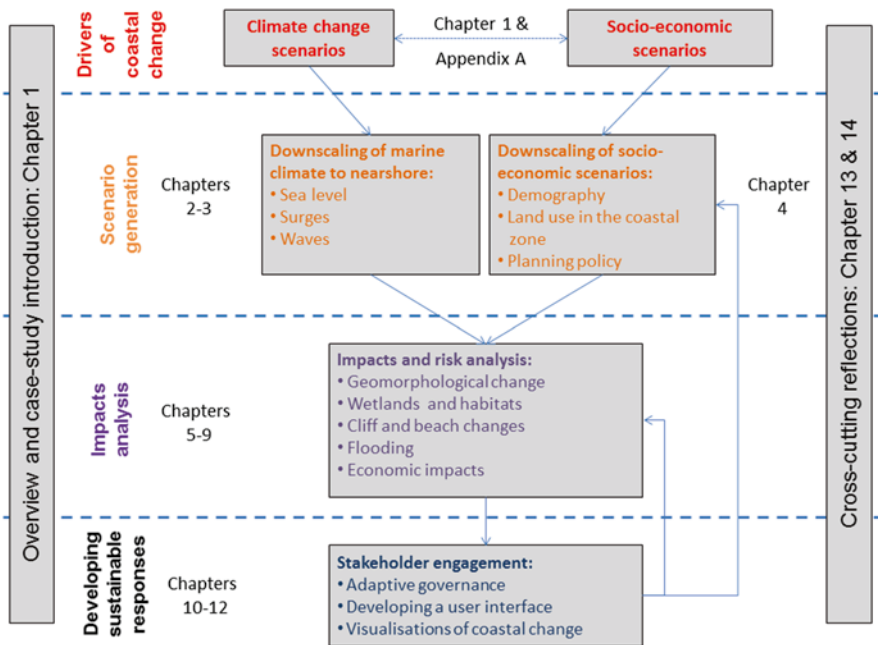 Overview and case-study introduction: Chapter 1
Drivers
of
coastal
change
Climate change
scenarios
Chapter 1 &
Appendix A
Socio-economic
scenarios
Scenario
generation
Chapters
2-3
Downscaling of marine
climate to nearshore:
• Sea level
• Surges
• Waves
Downscaling of socio-
economic scenarios:
• Demography
• Land use in the coastal
zone
• Planning policy
Chapter
4
Impacts
analysis
Chapters
5-9
Impacts and risk analysis:
• Geomorphological change
• Wetlands and habitats
• Cliff and beach changes
• Flooding
• Economic impacts
Developing
sustainable
responses
Chapters
10-12
Stakeholder engagement:
• Adaptive governance
• Developing a user interface
• Visualisations of coastal change
Cross-cutting reflections: Chapter 13 & 14